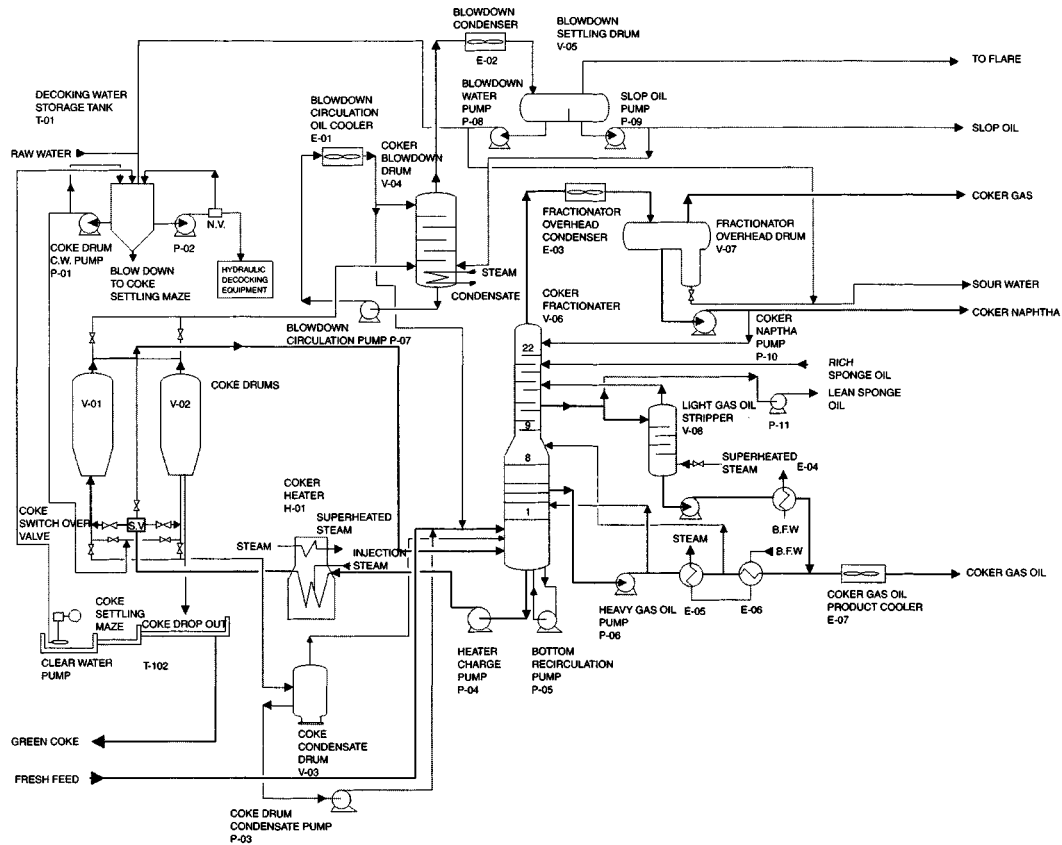 BLOWDOWN
CONDENSER
E-02
BLOWDOWN
SETTLING DRUM
V-05
TO FLARE
DECOKING WATER
STORAGE TANK
T-01
BLOWDOWN
CIRCULATION
OIL COOLER
E-01
BLOWDOWN
WATER
PUMP
P-08
SLOP OIL
PUMP
P-09
SLOP OIL
RAW WATER
COKER
BLOWDOWN
DRUM
V-04
COKER GAS
N.V.
P-02
COKE DRUM
C.W. PUMP
P-01
BLOW DOWN
TO COKE
SETTLING MAZE
HYDRAULIC
DECOCKING
EQUIPMENT
FRACTIONATOR
OVERHEAD
CONDENSER
E-03
FRACTIONATOR
OVERHEAD DRUM
V-07
STEAM
CONDENSATE
SOUR WATER
COKER NAPHTHA
BLOWDOWN
CIRCULATION PUMP P-07
COKER
FRACTIONATER
V-06
COKER
NAPTHA
PUMP
P-10
22
RICH
SPONGE OIL
COKE DRUMS
V-01
V-02
LEAN SPONGE
OIL
P-11
LIGHT GAS OIL
STRIPPER
V-08
9
8
1
SUPERHEATED
STEAM
E-04
B.F.W
COKER
HEATER
H-01
SUPERHEATED
STEAM
COKE
SWITCH OVER
VALVE
S.V
STEAM
INJECTION
STEAM
STEAM
B.F.W
COKER GAS OIL
HEAVY GAS OIL
PUMP
P-06
E-05
E-06
COKER GAS OIL
PRODUCT COOLER
E-07
COKE
SETTLING
MAZE
COKE DROP OUT
CLEAR WATER
PUMP
T-102
HEATER
CHARGE
PUMP
P-04
BOTTOM
RECIRCULATION
PUMP
P-05
GREEN COKE
COKE
CONDENSATE
DRUM
V-03
FRESH FEED
COKE DRUM
CONDENSATE PUMP
P-03